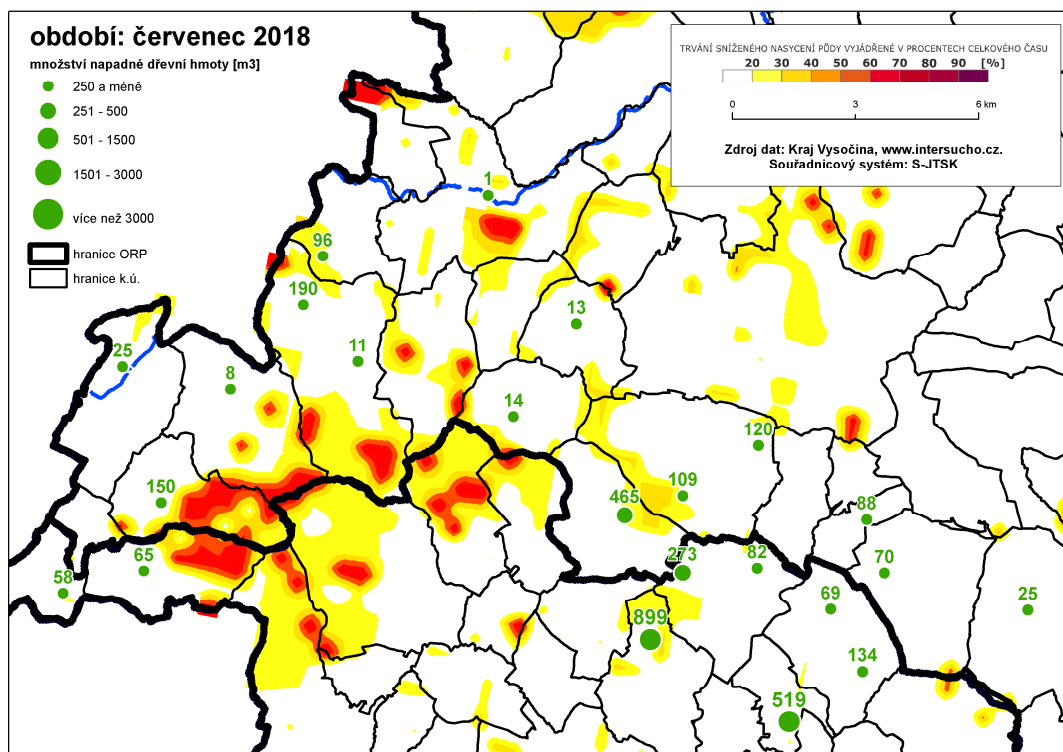 období: červenec 2018
množství napadné dřevní hmoty [m3]
250 a méně
251 - 500
501 - 1500
1501 - 3000
více než 3000
hranicc ORP
hranice k.ú.
TRVÁNÍ SNÍŽENÉHO NASYCENÍ PŮDY VYJÁDŘENÉ V PROCENTECH CELKOVÉHO ČASU
20 30 40 50 60 70 80 90 [%]
0 3 6 km
Zdroj dat: Kraj Vysočina, www.intersucho.cz.
Souřadnicový systém: S-JTSK
1
96
190
13
11
25
8
14
120
150
109
465
88
273
82
65
70
58
69
25
899
134
519